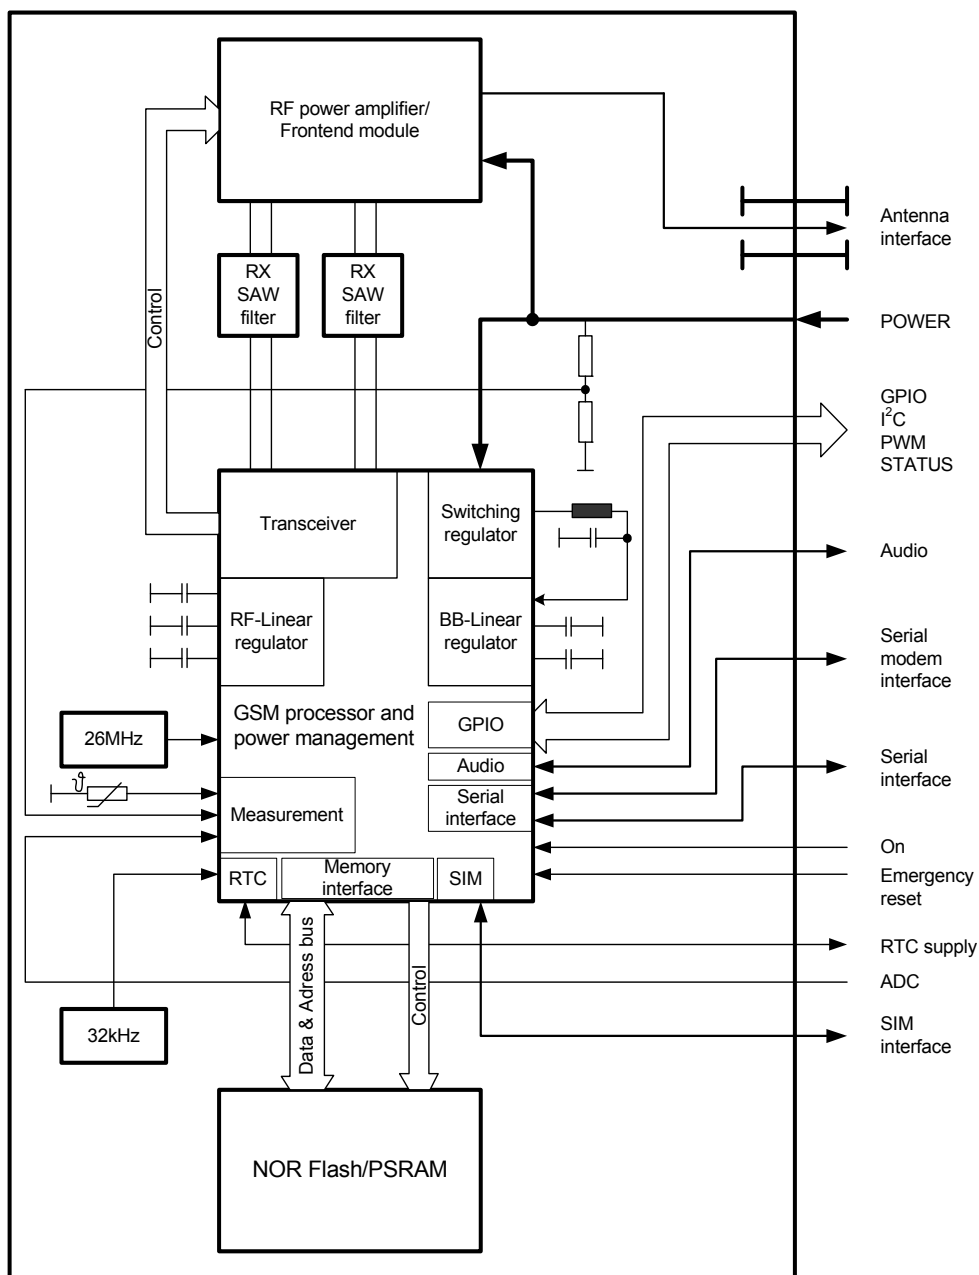 RF power amplifier/
Frontend module
Antenna
interface
RX
SAW
filter
RX
SAW
filter
Control
POWER
GPIO
I²C
PWM
STATUS
Transceiver
Switching
regulator
Audio
RF-Linear
regulator
BB-Linear
regulator
Serial
modem
interface
GSM processor and
power management
GPIO
26MHz
Audio
Serial
interface
ϑ
Measurement
Serial
interface
On
RTC
Memory
interface
SIM
Emergency
reset
Data & Adress bus
Control
RTC supply
ADC
32kHz
SIM
interface
NOR Flash/PSRAM